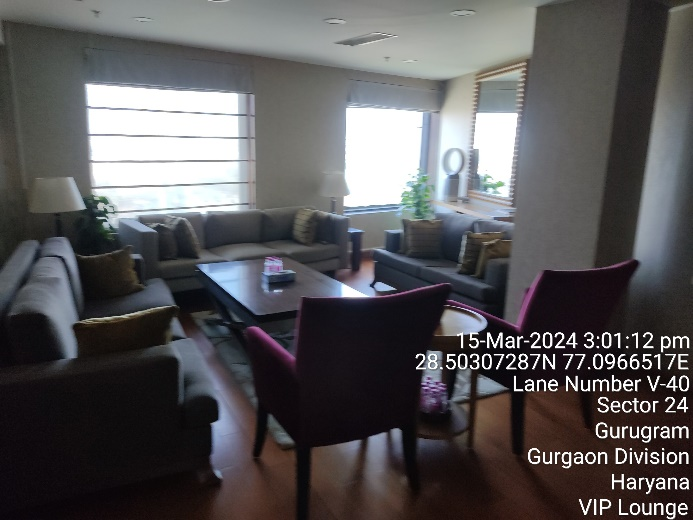 15-Mar-2024 3:01:12 pm
28.50307287N 77.0966517E
Lane Number V-40
Sector 24
Gurugram
Gurgaon Division
Haryana
VIP Lounge